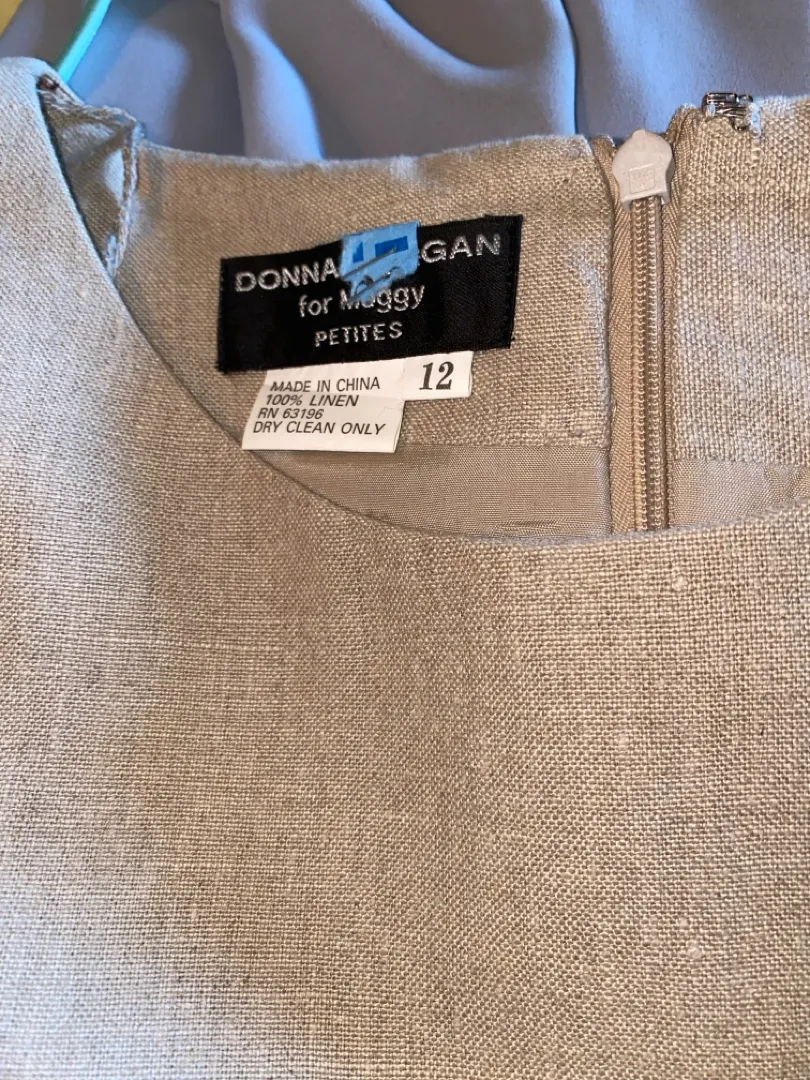 DONNA GAN
for Maggy
PETITES
12
MADE IN CHINA
100% LINEN
RN 63196
DRY CLEAN ONLY